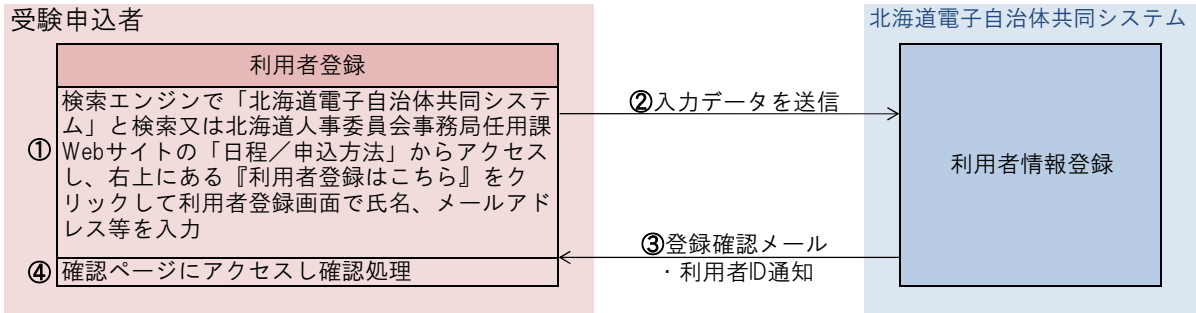 受験申込者
利用者登録
①
検索エンジンで「北海道電子自治体共同システ
ム」と検索又は北海道人事委員会事務局任用課
Webサイトの「日程／申込方法」からアクセス
し、右上にある『利用者登録はこちら』をク
リックして利用者登録画面で氏名、メールアド
レス等を入力
④確認ページにアクセスし確認処理
②入力データを送信
③登録確認メール
・利用者ID通知
北海道電子自治体共同システム
利用者情報登録